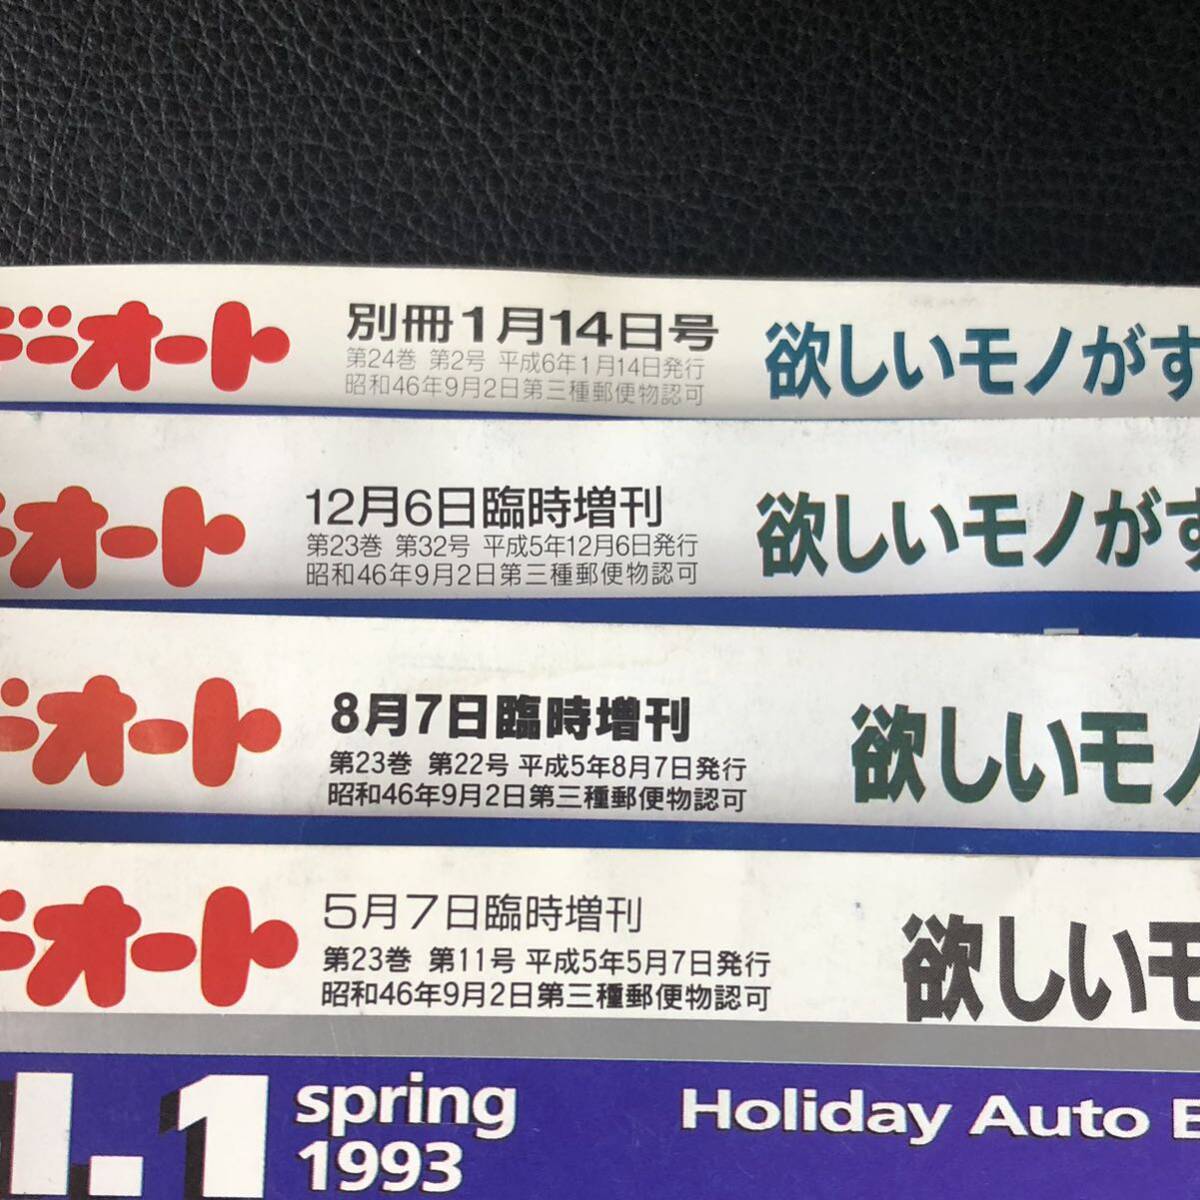 デーオート 別冊1月14日号
第24巻 第2号 平成6年1月14日発行
昭和46年9月2日第三種郵便物認可
欲しいモノがす
オート 12月6日臨時増刊
第23巻 第32号 平成5年12月6日発行
昭和46年9月2日第三種郵便物認可
欲しいモノがす
オート 8月7日臨時増刊
第23巻 第22号 平成5年8月7日発行
昭和46年9月2日第三種郵便物認可
欲しいモノ
オート 5月7日臨時増刊
第23巻 第11号 平成5年5月7日発行
昭和46年9月2日第三種郵便物認可
欲しいモ
l.1 spring
1993
Holiday Auto